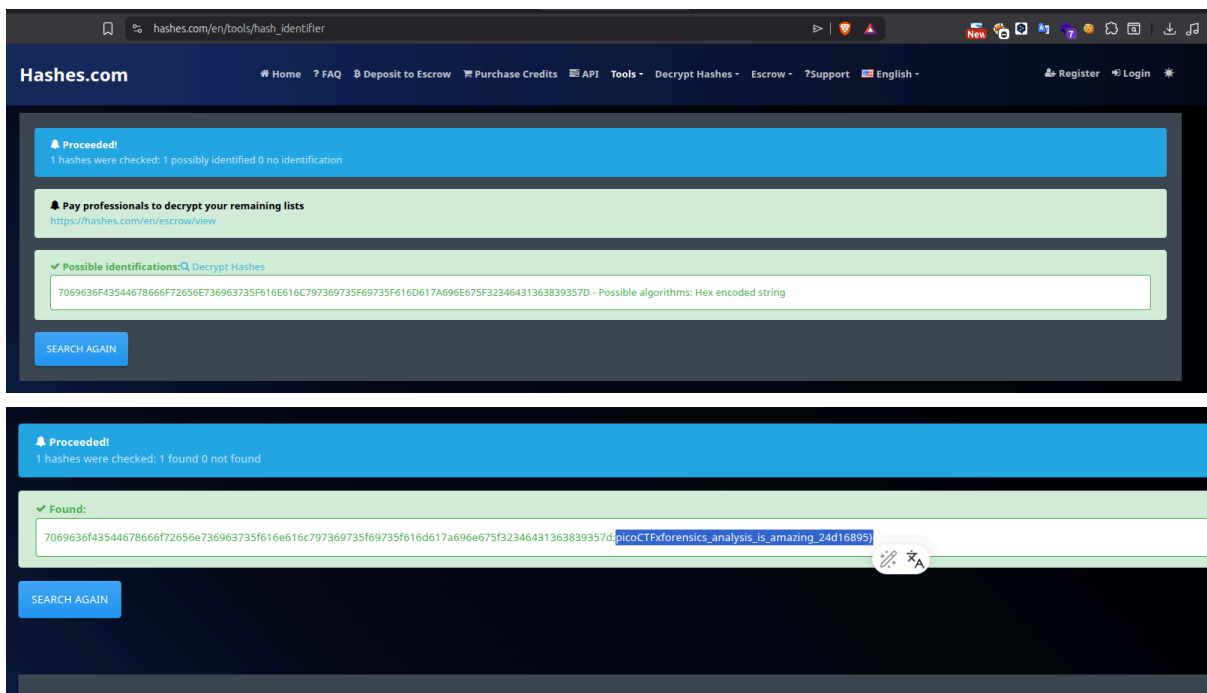 hashes.com/en/tools/hash_identifier
New
7
Hashes.com
Home ? FAQ Deposit to Escrow Purchase Credits API Tools Decrypt Hashes Escrow ?Support English Register Login
Proceeded!
1 hashes were checked: 1 possibly identified 0 no identification
Pay professionals to decrypt your remaining lists
https://hashes.com/en/escrow/view
Possible identifications: Decrypt Hashes
7069636F43544678666F72656E736963735F616E616C797369735F69735F616D617A696E675F32346431363839357D - Possible algorithms: Hex encoded string
SEARCH AGAIN
Proceeded!
1 hashes were checked: 1 found 0 not found
Found:
7069636f43544678666f72656e736963735f616e616c797369735f69735f616d617a696e675f32346431363839357d:picoCTFxforensics_analysis_is_amazing_24d16895}
SEARCH AGAIN